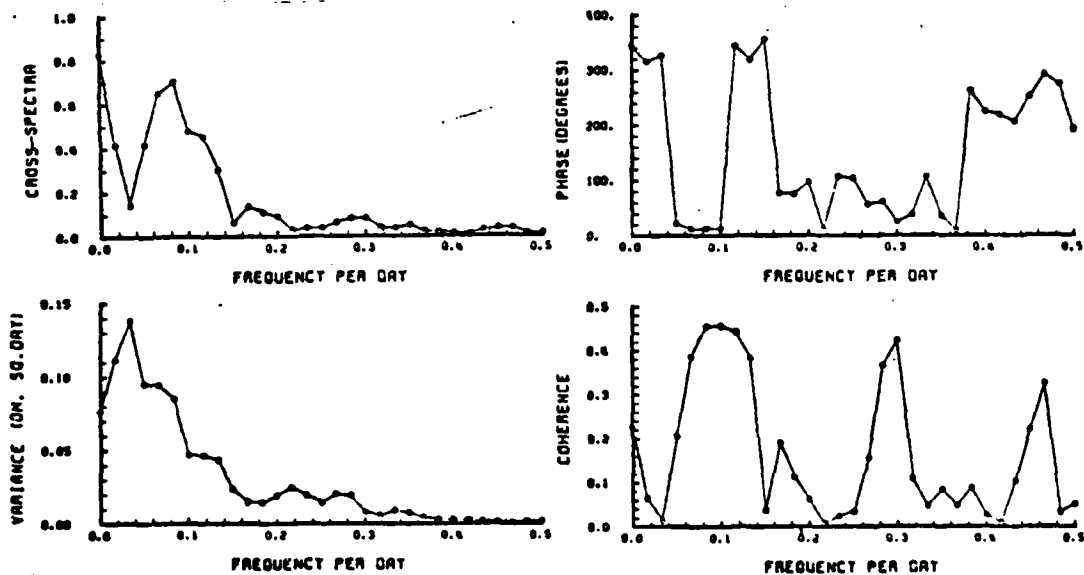 1.0
0.8
0.6
0.4
0.2
0.0
CROSS-SPECTRA
0.0 0.1 0.2 0.3 0.4 0.5
FREQUENCY PER DAY
400.
300.
200.
100.
0.
PHASE (DEGREES)
0.0 0.1 0.2 0.3 0.4 0.5
FREQUENCY PER DAY
0.15
0.10
0.05
0.00
VARIANCE (DM. SQ.DAY)
0.0 0.1 0.2 0.3 0.4 0.5
FREQUENCY PER DAY
0.5
0.4
0.3
0.2
0.1
0.0
COHERENCE
0.0 0.1 0.2 0.3 0.4 0.5
FREQUENCY PER DAY